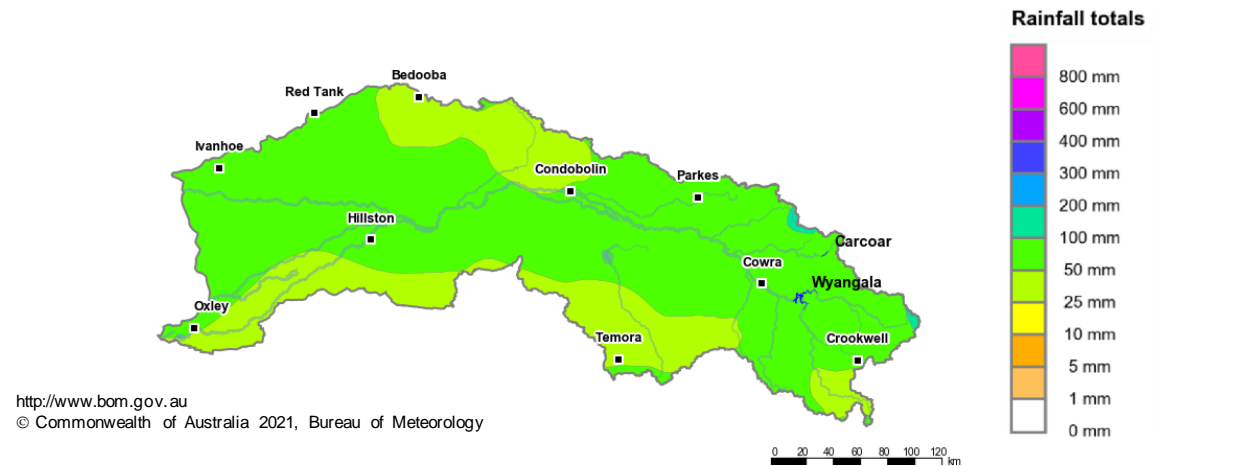 Rainfall totals
800 mm
600 mm
400 mm
300 mm
200 mm
100 mm
50 mm
25 mm
10 mm
5 mm
1 mm
0 mm
Bedooba
Red Tank
Ivanhoe
Condobolin
Parkes
Hillston
Carcoar
Cowra
Wyangala
Oxley
Temora
Crookwell
http://www.bom.gov.au
© Commonwealth of Australia 2021, Bureau of Meteorology
0 20 40 60 80 100 120
km